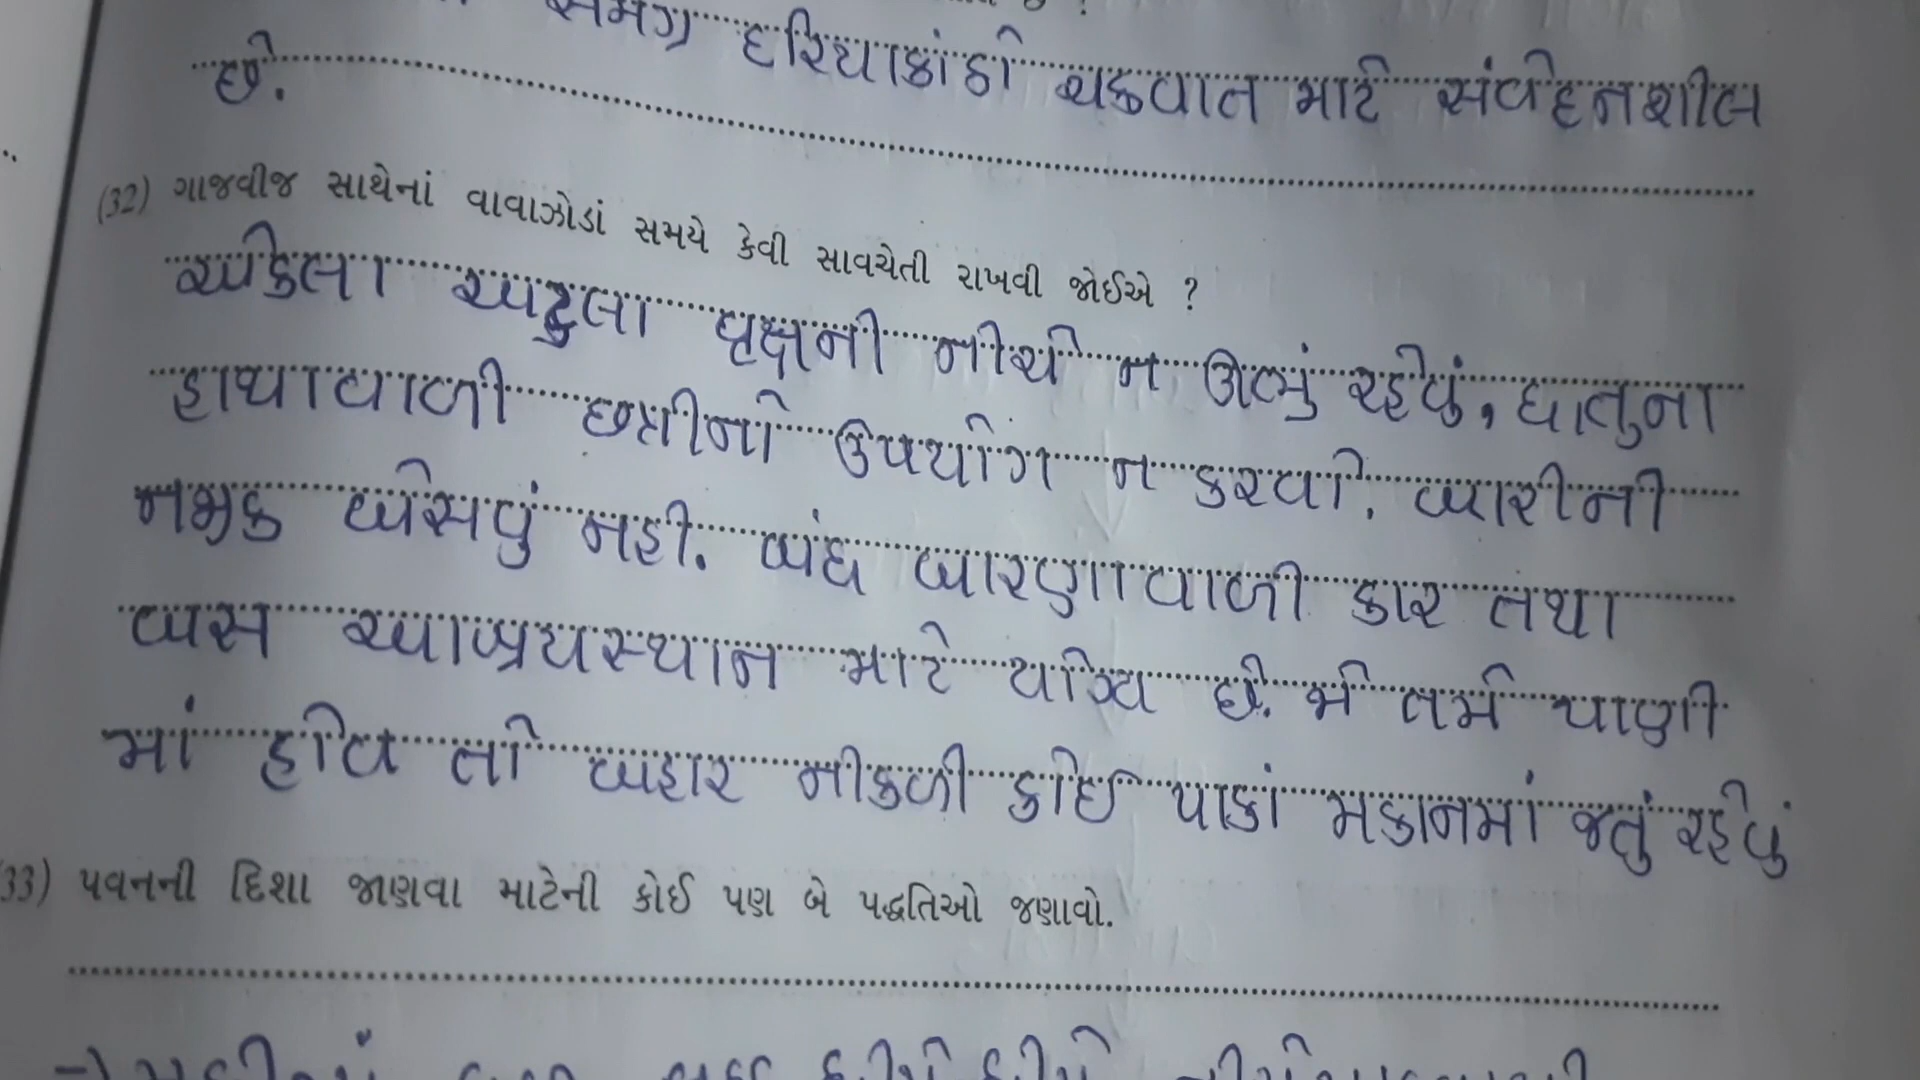 સમગ્ર દરિયાકાંઠો ચક્રવાત માટે સંવેદનશીલ
છે.
(32) ગાજવીજ સાથેનાં વાવાઝોડાં સમયે કેવી સાવચેતી રાખવી જોઈએ ?
એકલા અટુલા વૃક્ષની નીચે ન ઊભું રહેવું, ધાતુના
હાથાવાળી છત્રીનો ઉપયોગ ન કરવો. બારીની
નજીક બેસવું નહી. બંધ બારણાવાળી કાર તથા
બસ આશ્રયસ્થાન માટે યોગ્ય છે. જો તમે પાણી
માં હોવ તો બહાર નીકળી કોઈ પાકાં મકાનમાં જતું રહેવું
(33) પવનની દિશા જાણવા માટેની કોઈ પણ બે પદ્ધતિઓ જણાવો.